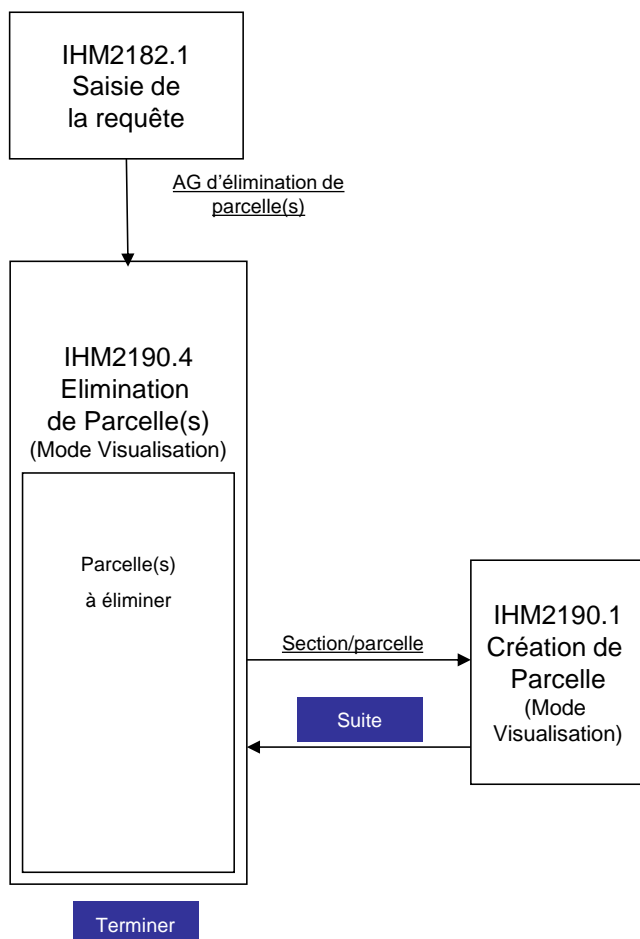 IHM2182.1
Saisie de
la requête
AG d'élimination de
parcelle(s)
IHM2190.4
Elimination
de Parcelle(s)
(Mode Visualisation)
Parcelle(s)
à éliminer
Section/parcelle
Suite
IHM2190.1
Création de
Parcelle
(Mode
Visualisation)
Terminer